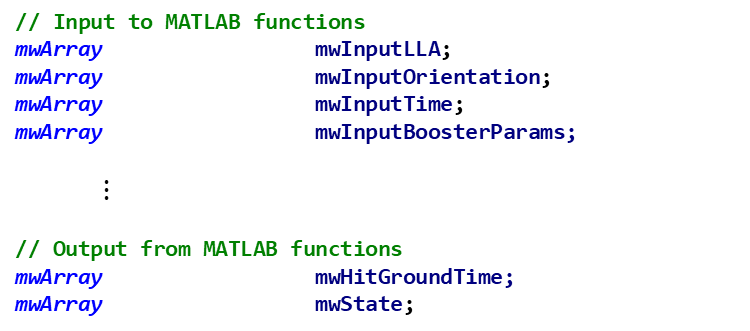 // Input to MATLAB functions
mwArray mwInputLLA;
mwArray mwInputOrientation;
mwArray mwInputTime;
mwArray mwInputBoosterParams;
⋮
// Output from MATLAB functions
mwArray mwHitGroundTime;
mwArray mwState;